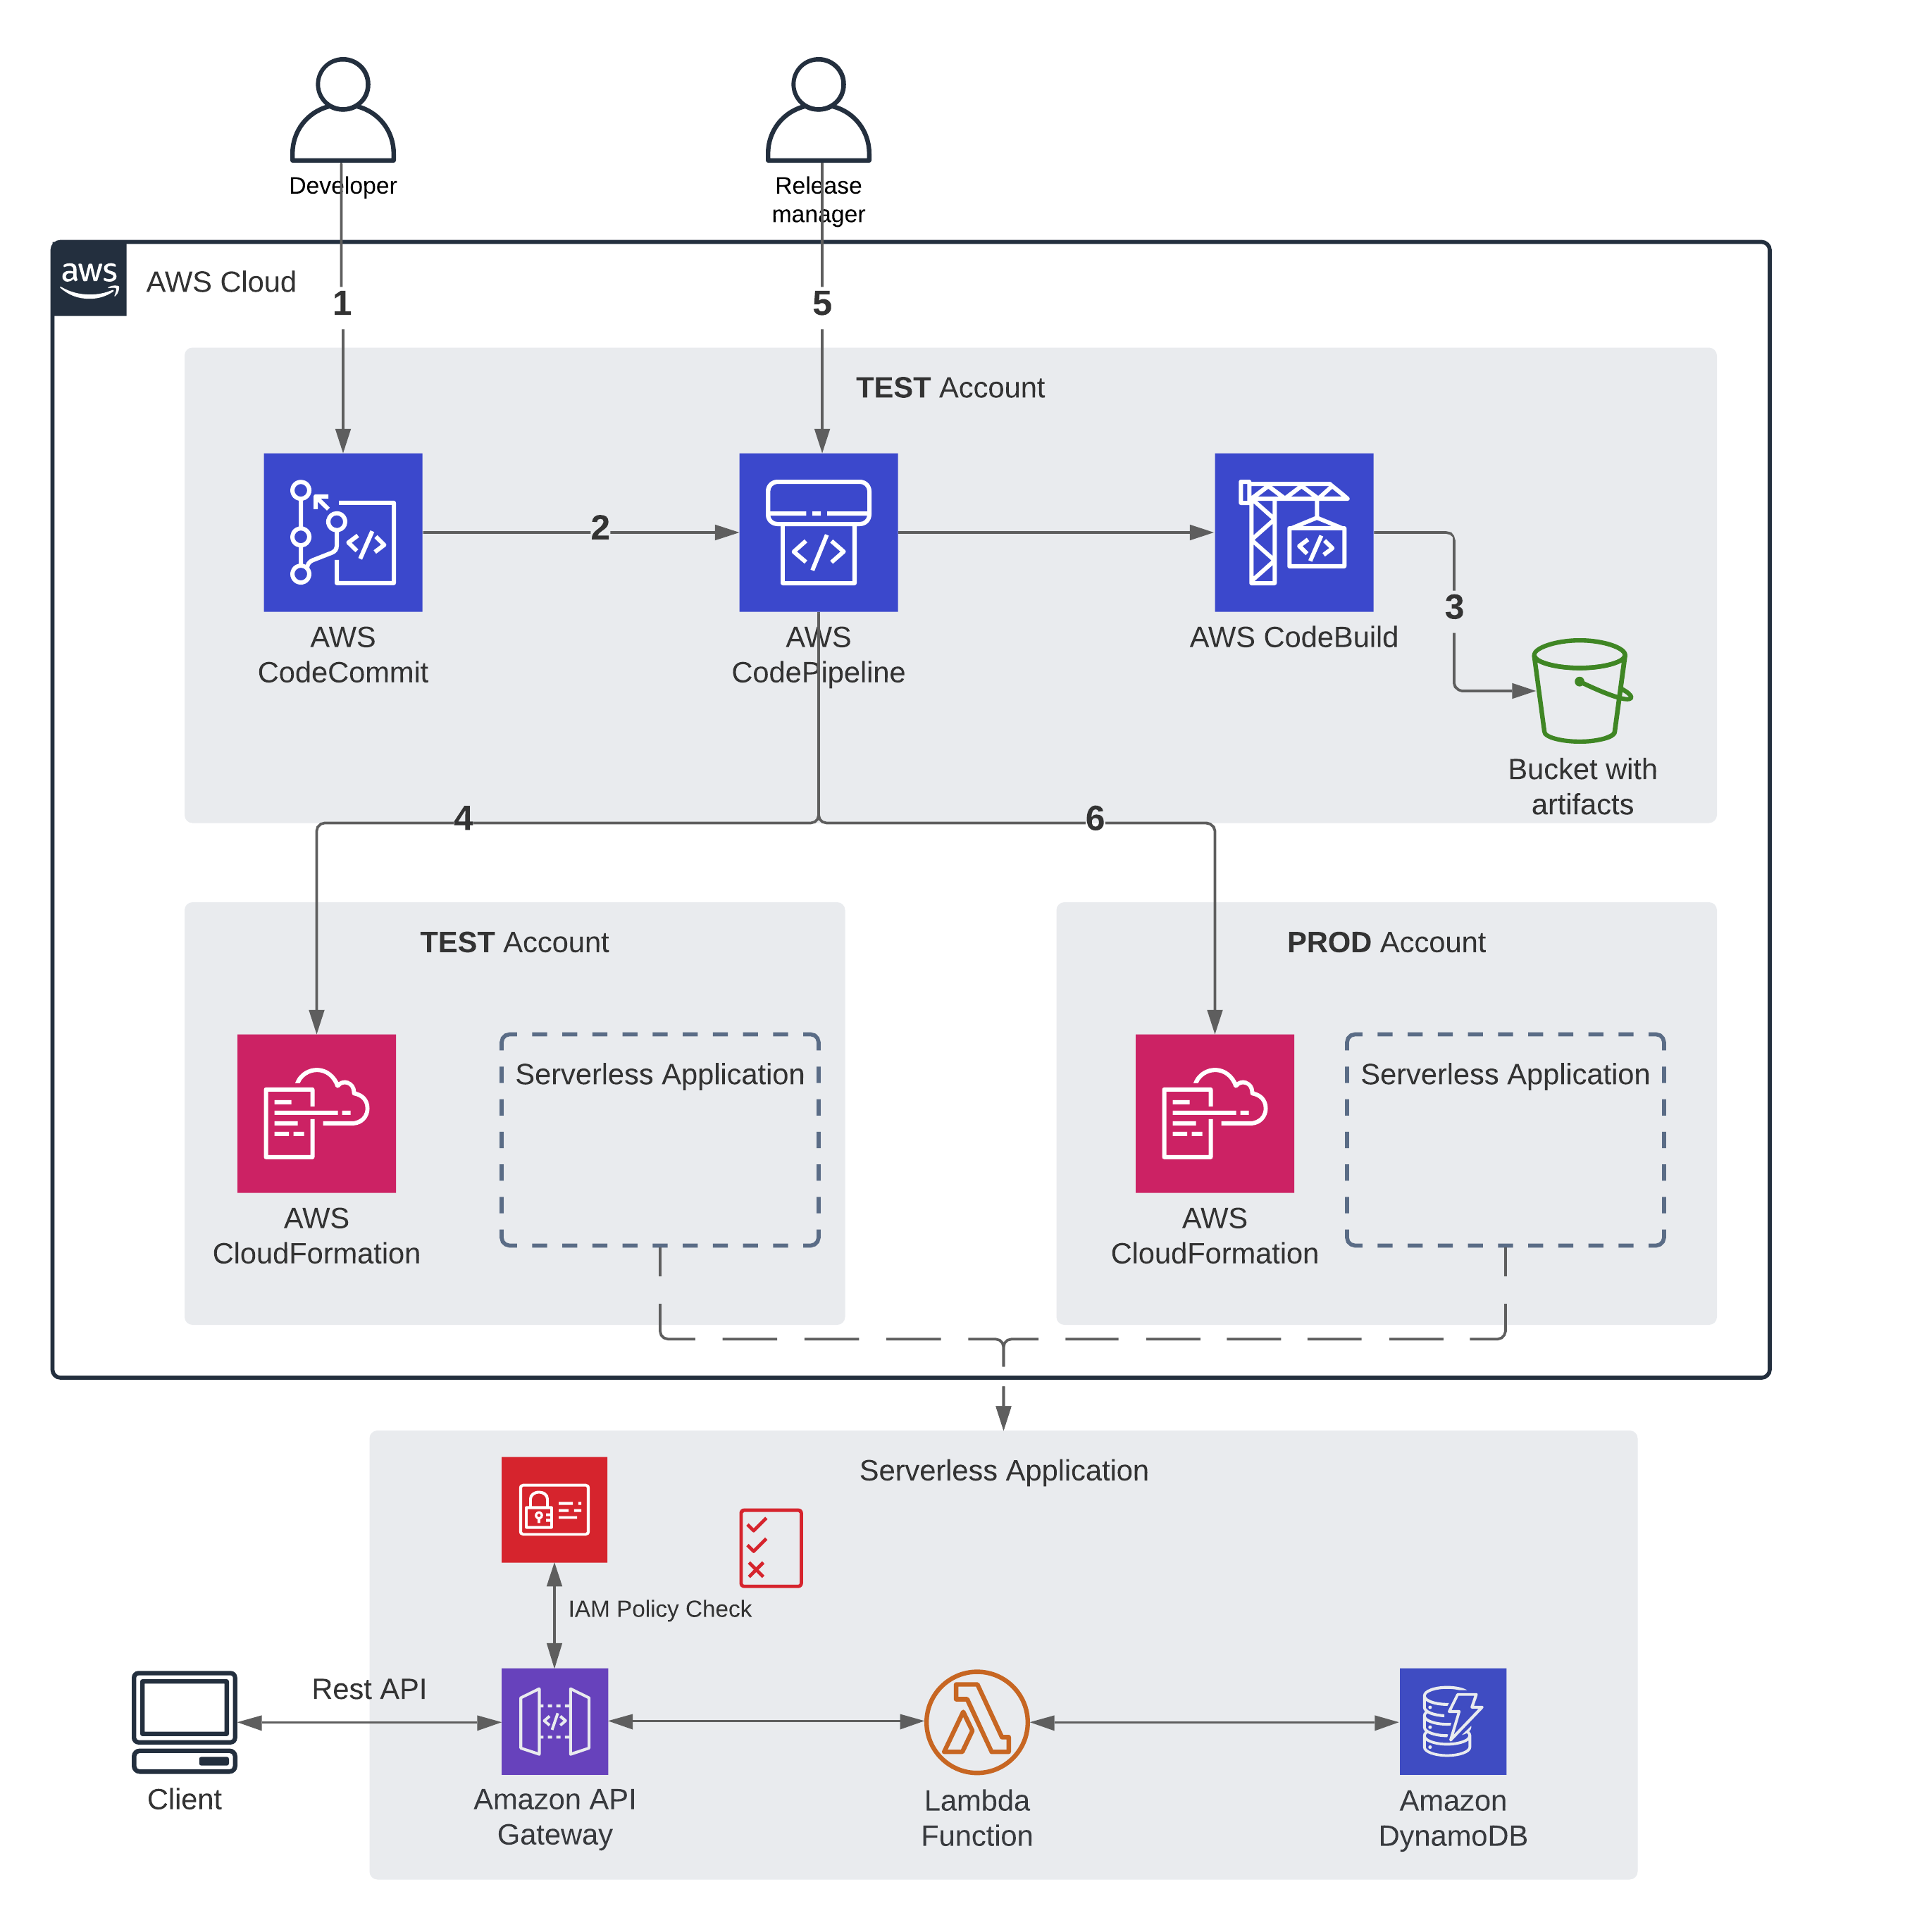 Developer
Release
manager
aws
AWS Cloud
1
5
TEST Account
2
3
AWS
CodeCommit
AWS
CodePipeline
AWS CodeBuild
Bucket with
artifacts
4
6
TEST Account
PROD Account
Serverless Application
Serverless Application
AWS
CloudFormation
AWS
CloudFormation
Serverless Application
IAM Policy Check
Rest API
Client
Amazon API
Gateway
Lambda
Function
Amazon
DynamoDB